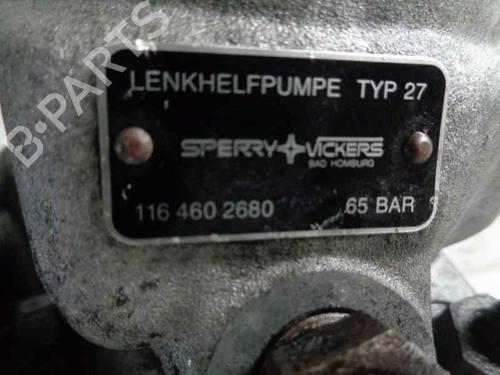 LENKHELFPUMPE TYP 27
SPERRY VICKERS
BAD HOMBURG
116 460 2680 65 BAR
B-PARTS